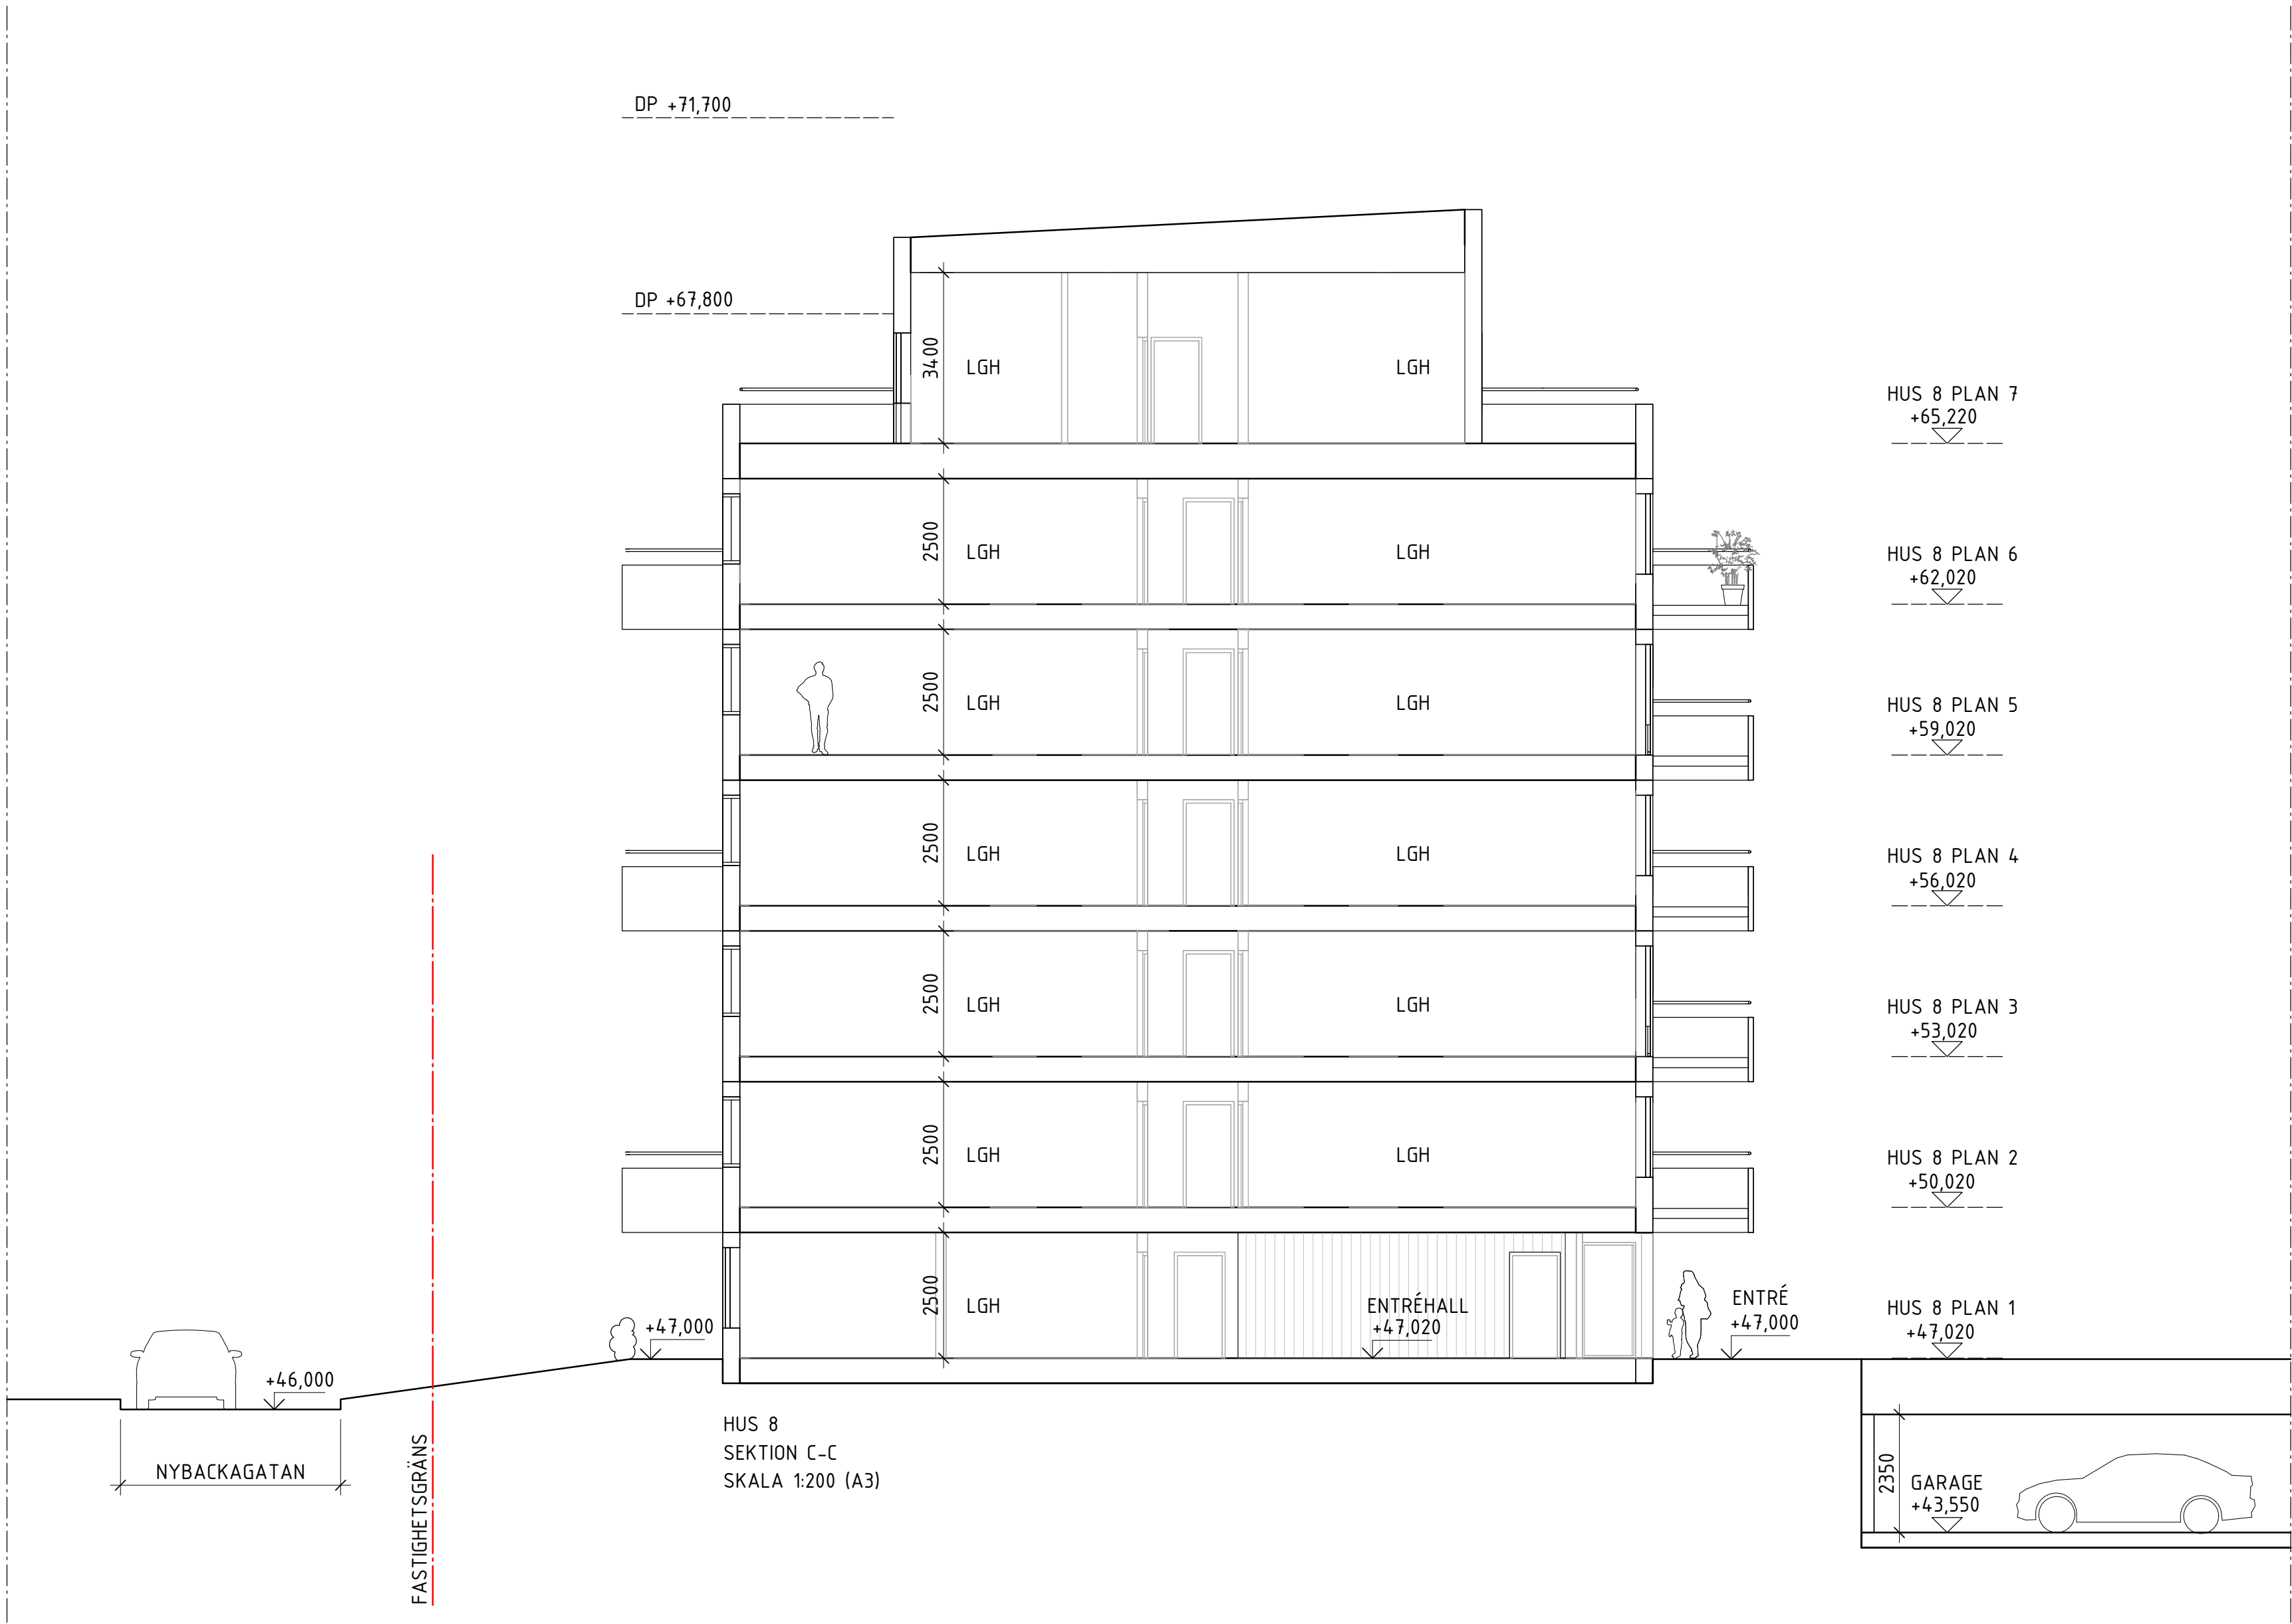 DP +71,700
DP +67,800
3400
LGH
LGH
HUS 8 PLAN 7
+65,220
2500
LGH
LGH
HUS 8 PLAN 6
+62,020
2500
LGH
LGH
HUS 8 PLAN 5
+59,020
2500
LGH
LGH
HUS 8 PLAN 4
+56,020
2500
LGH
LGH
HUS 8 PLAN 3
+53,020
2500
LGH
LGH
HUS 8 PLAN 2
+50,020
2500
LGH
ENTRÉHALL
+47,020
ENTRÉ
+47,000
HUS 8 PLAN 1
+47,020
+47,000
+46,000
NYBACKAGATAN
FASTIGHETSGRÄNS
HUS 8
SEKTION C-C
SKALA 1:200 (A3)
2350
GARAGE
+43,550